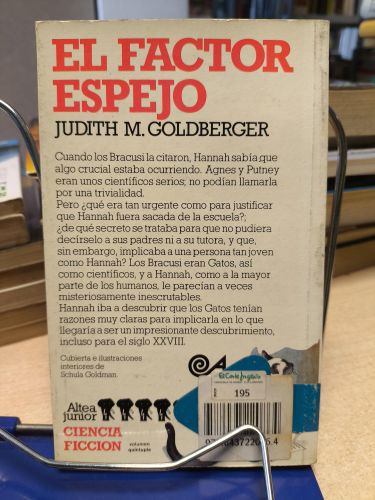 EL FACTOR
ESPEJO
JUDITH M. GOLDBERGER
Cuando los Bracusi la citaron, Hannah sabía que
algo crucial estaba ocurriendo. Agnes y Putney
eran unos científicos serios; no podían llamarla
por una trivialidad.
Pero ¿qué era tan urgente como para justificar
que Hannah fuera sacada de la escuela?;
¿de qué secreto se trataba para que no pudiera
decírselo a sus padres ni a su tutora, y que,
sin embargo, implicaba a una persona tan joven
como Hannah? Los Bracusi eran Gatos, así
como científicos, y a Hannah, como a la mayor
parte de los humanos, le parecían a veces
misteriosamente inescrutables.
Hannah iba a descubrir que los Gatos tenían
razones muy claras para implicarla en lo que
llegaría a ser un impresionante descubrimiento,
incluso para el siglo XXVIII.
Cubierta e ilustraciones
interiores de
Schula Goldman.
Altea
junior
CIENCIA
FICCION
volumen
quíntuple
El Corte Inglés
195